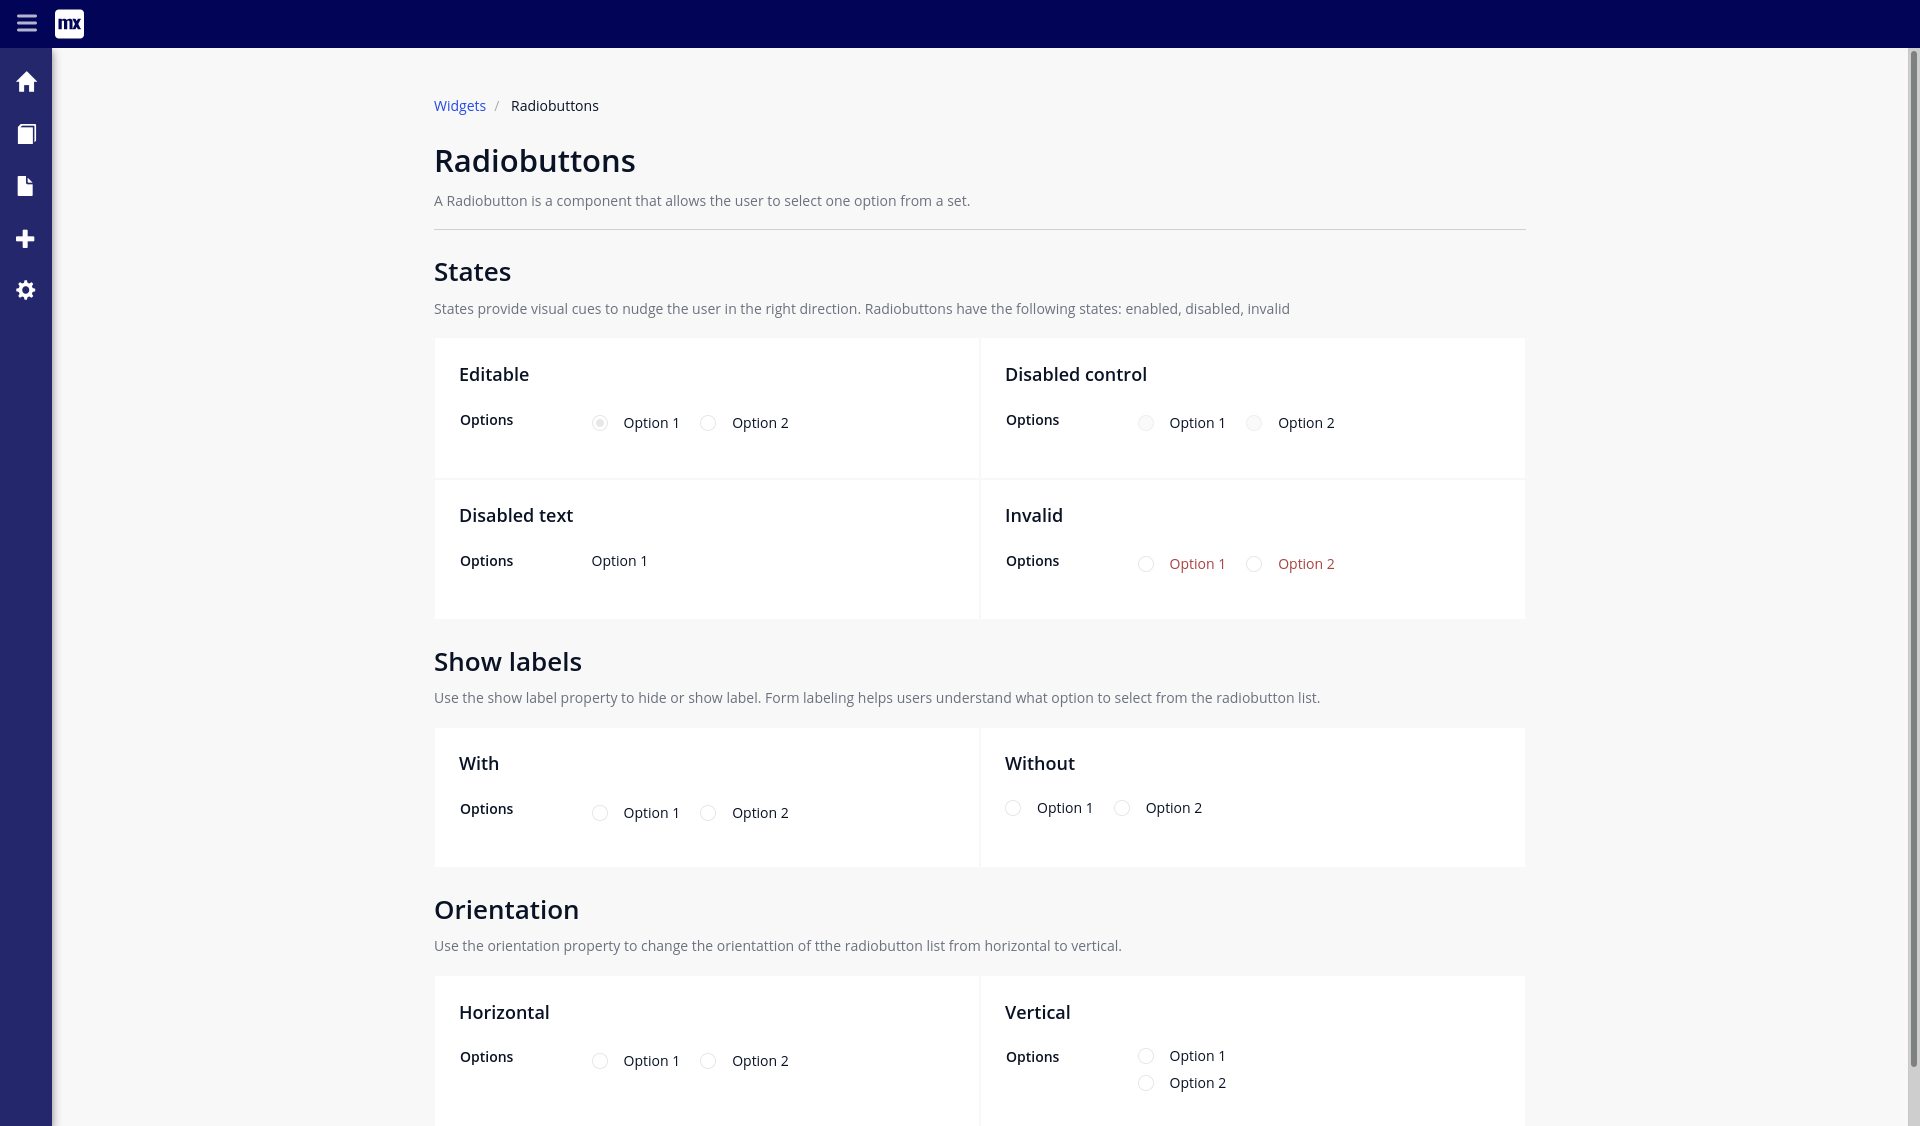 mx
Widgets / Radiobuttons
Radiobuttons
A Radiobutton is a component that allows the user to select one option from a set.
States
States provide visual cues to nudge the user in the right direction. Radiobuttons have the following states: enabled, disabled, invalid
Editable
Options Option 1 Option 2
Disabled control
Options Option 1 Option 2
Disabled text
Options Option 1
Invalid
Options Option 1 Option 2
Show labels
Use the show label property to hide or show label. Form labeling helps users understand what option to select from the radiobutton list.
With
Options Option 1 Option 2
Without
Option 1 Option 2
Orientation
Use the orientation property to change the orientattion of tthe radiobutton list from horizontal to vertical.
Horizontal
Options Option 1 Option 2
Vertical
Options Option 1
Option 2